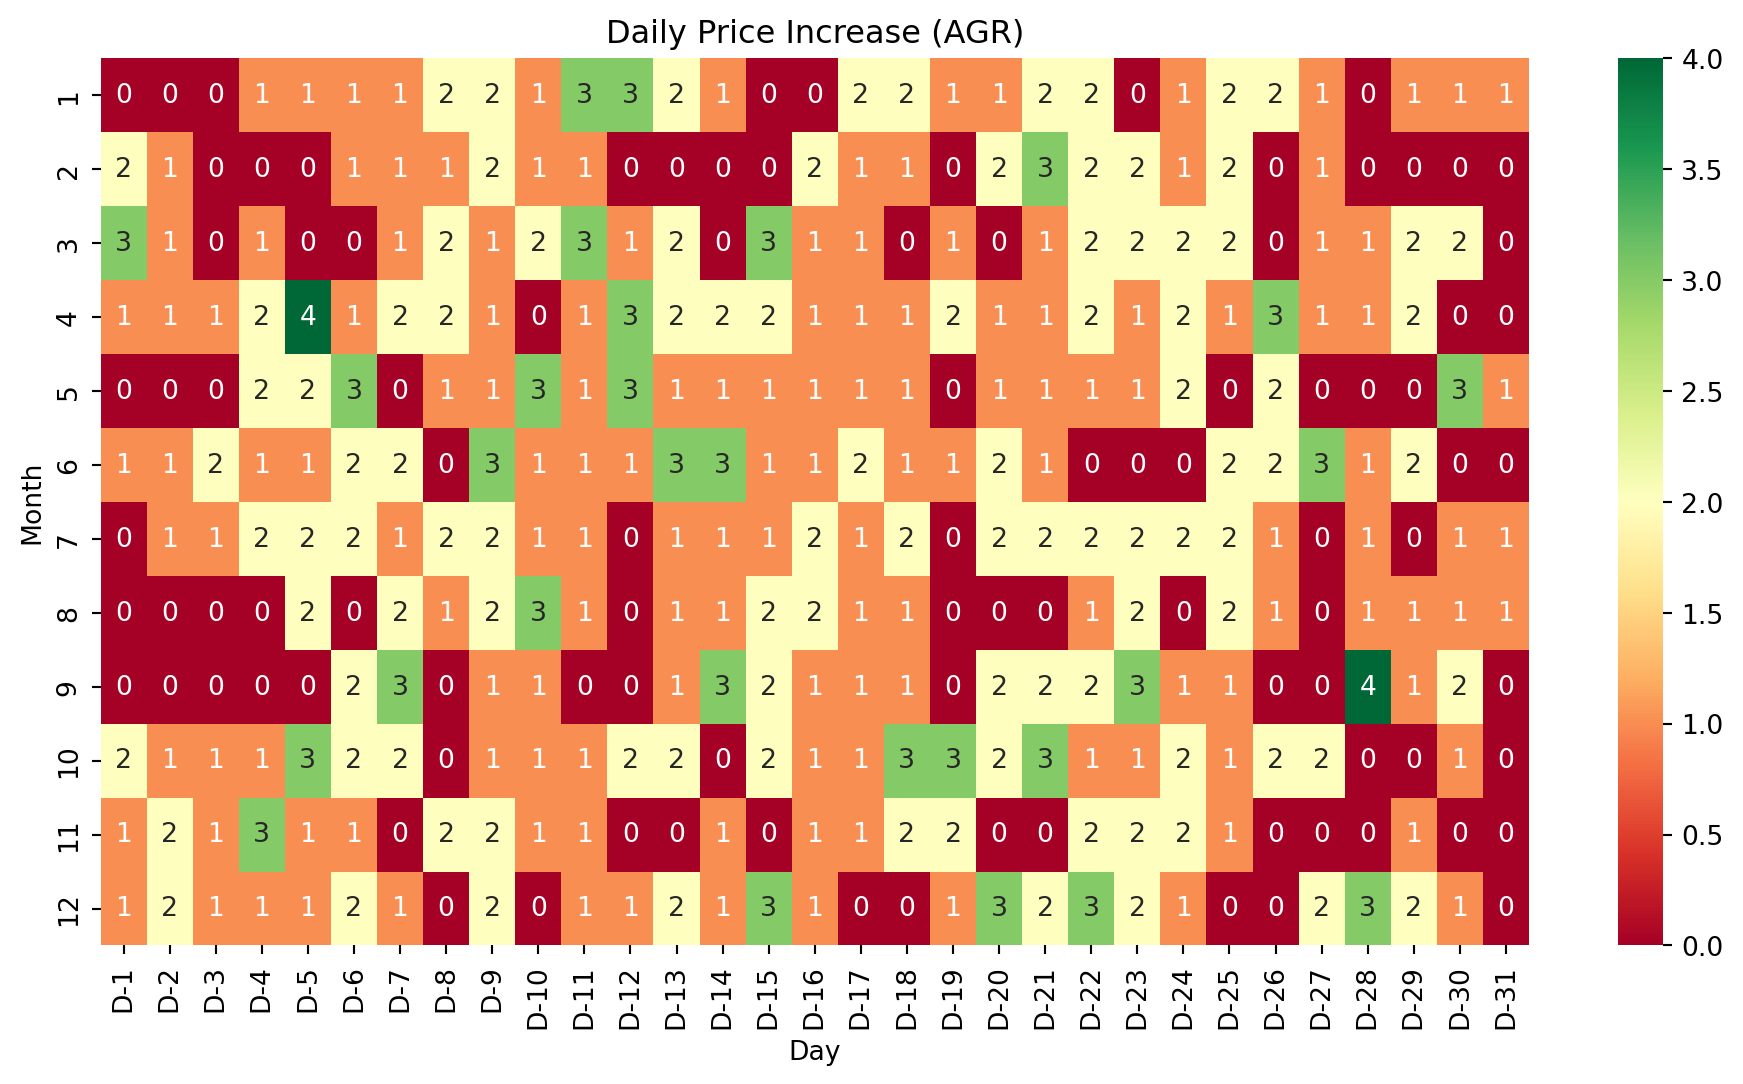 Daily Price Increase (AGR)
Month
1 0 0 0 1 1 1 1 2 2 1 3 3 2 1 0 0 2 2 1 1 2 2 0 1 2 2 1 0 1 1 1
2 2 1 0 0 0 1 1 1 2 1 1 0 0 0 0 2 1 1 0 2 3 2 2 1 2 0 1 0 0 0 0
3 3 1 0 1 0 0 1 2 1 2 3 1 2 0 3 1 1 0 1 0 1 2 2 2 2 0 1 1 2 2 0
4 1 1 1 2 4 1 2 2 1 0 1 3 2 2 2 1 1 1 2 1 1 2 1 2 1 3 1 1 2 0 0
5 0 0 0 2 2 3 0 1 1 3 1 3 1 1 1 1 1 1 0 1 1 1 1 2 0 2 0 0 0 3 1
6 1 1 2 1 1 2 2 0 3 1 1 1 3 3 1 1 2 1 1 2 1 0 0 0 2 2 3 1 2 0 0
7 0 1 1 2 2 2 1 2 2 1 1 0 1 1 1 2 1 2 0 2 2 2 2 2 2 1 0 1 0 1 1
8 0 0 0 0 2 0 2 1 2 3 1 0 1 1 2 2 1 1 0 0 0 1 2 0 2 1 0 1 1 1 1
9 0 0 0 0 0 2 3 0 1 1 0 0 1 3 2 1 1 1 0 2 2 2 3 1 1 0 0 4 1 2 0
10 2 1 1 1 3 2 2 0 1 1 1 2 2 0 2 1 1 3 3 2 3 1 1 2 1 2 2 0 0 1 0
11 1 2 1 3 1 1 0 2 2 1 1 0 0 1 0 1 1 2 2 0 0 2 2 2 1 0 0 0 1 0 0
12 1 2 1 1 1 2 1 0 2 0 1 1 2 1 3 1 0 0 1 3 2 3 2 1 0 0 2 3 2 1 0
D-1 D-2 D-3 D-4 D-5 D-6 D-7 D-8 D-9 D-10 D-11 D-12 D-13 D-14 D-15 D-16 D-17 D-18 D-19 D-20 D-21 D-22 D-23 D-24 D-25 D-26 D-27 D-28 D-29 D-30 D-31
Day
4.0
3.5
3.0
2.5
2.0
1.5
1.0
0.5
0.0